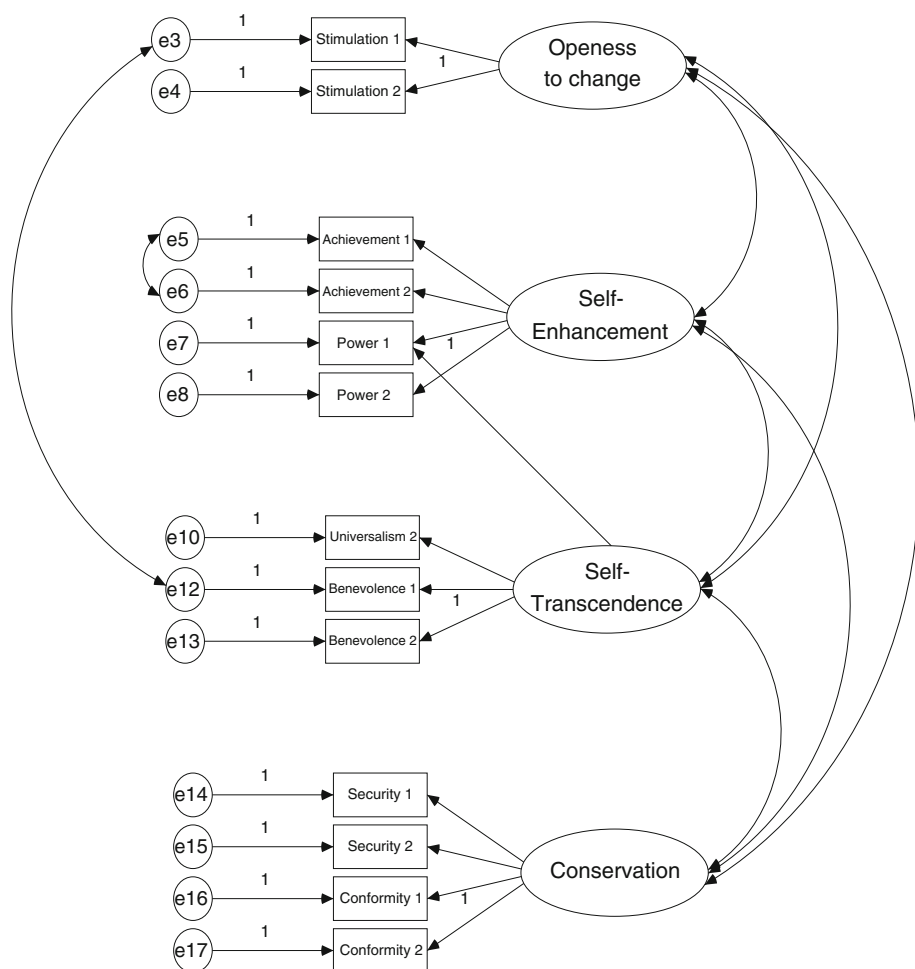 1
e3
Stimulation 1
Openess
to change
1
1
e4
Stimulation 2
1
e5
Achievement 1
1
e6
Achievement 2
Self-
Enhancement
1
e7
Power 1
1
1
e8
Power 2
1
e10
Universalism 2
Self-
Transcendence
1
e12
Benevolence 1
1
1
e13
Benevolence 2
1
e14
Security 1
1
e15
Security 2
Conservation
1
e16
Conformity 1
1
1
e17
Conformity 2